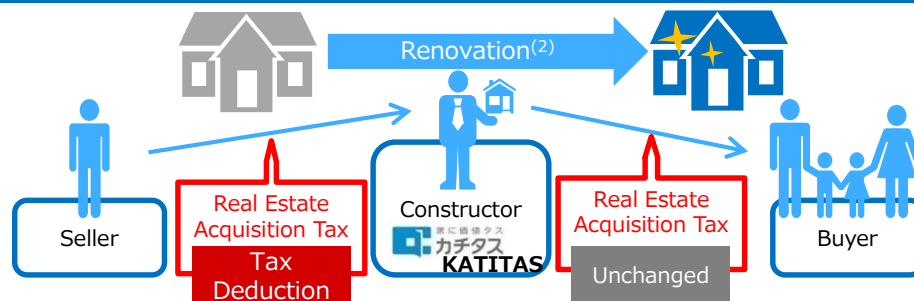 Renovation(2)
Seller
Real Estate
Acquisition Tax
Tax
Deduction
Constructor
家に価値タス
カチタス
KATITAS
Real Estate
Acquisition Tax
Unchanged
Buyer